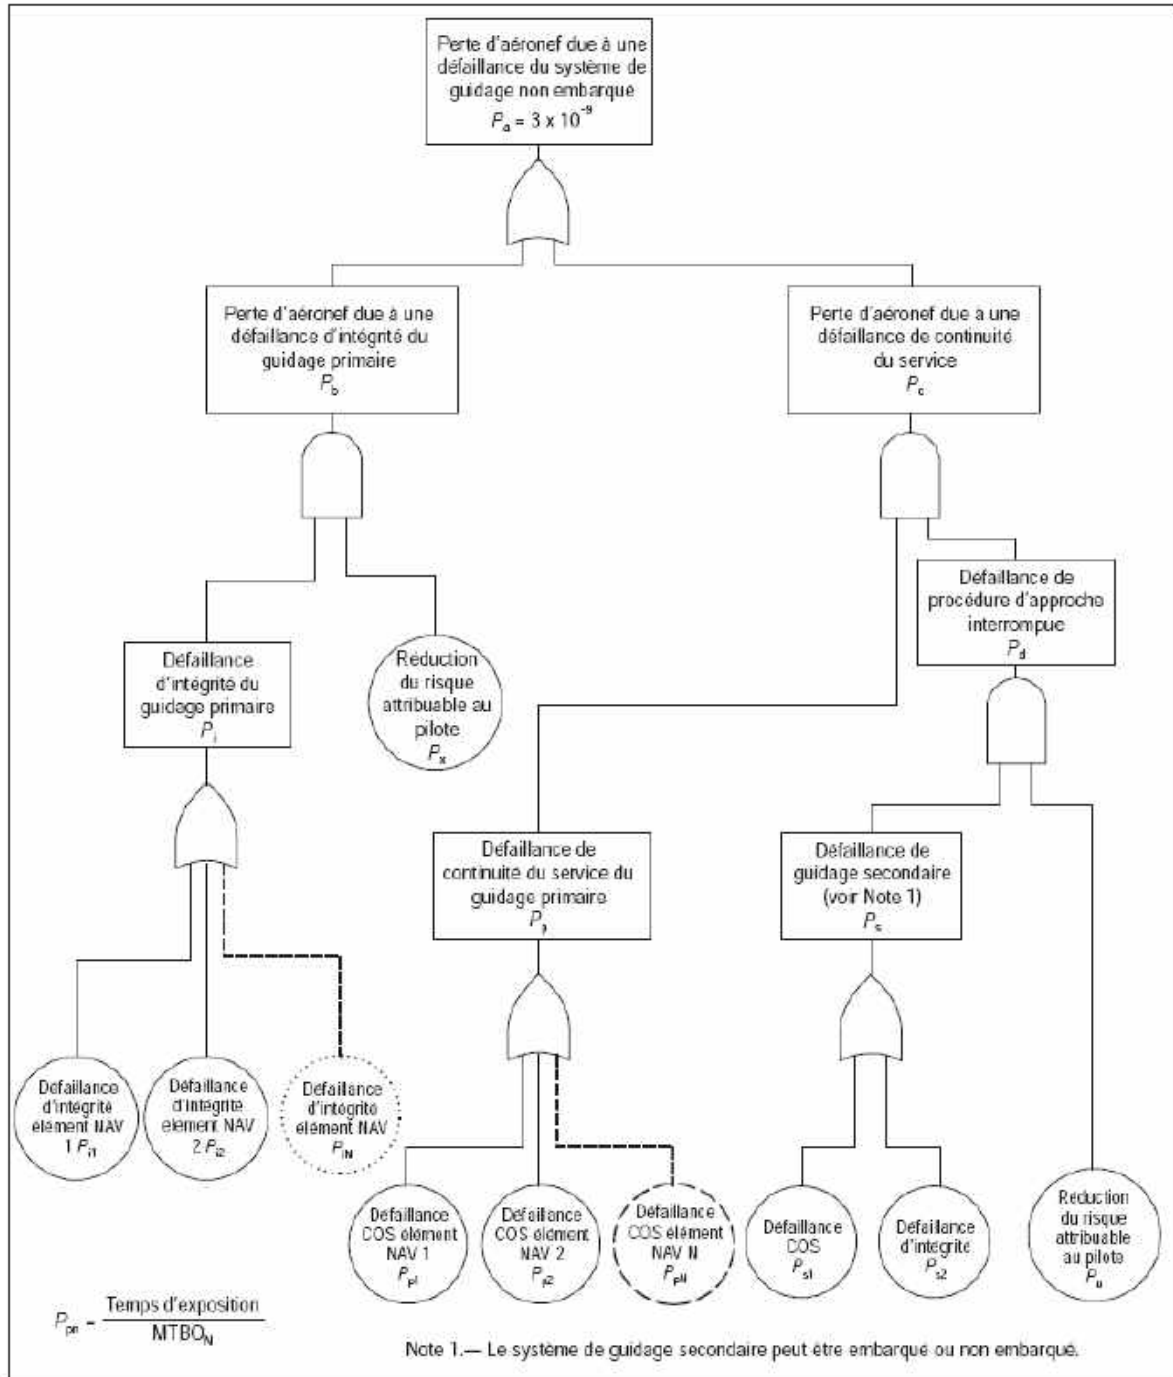 Perte d'aéronef due à une
défaillance du système de
guidage non embarqué
Pa = 3 x 10⁻⁹
Perte d'aéronef due à une
défaillance d'intégrité du
guidage primaire
Pb
Perte d'aéronef due à une
défaillance de continuité
du service
Pc
Défaillance de
procédure d'approche
interrompue
Pd
Défaillance
d'intégrité du
guidage primaire
Pi
Réduction
du risque
attribuable au
pilote
Px
Défaillance de
continuité du service du
guidage primaire
Pp
Défaillance de
guidage secondaire
(voir Note 1)
Ps
Défaillance
d'intégrité
élément NAV
1 Pi1
Défaillance
d'intégrité
élément NAV
2 Pi2
Défaillance
d'intégrité
élément NAV
PiN
Défaillance
COS élément
NAV 1
Pp1
Défaillance
COS élément
NAV 2
Pp2
Défaillance
COS élément
NAV N
PpN
Défaillance
COS
Ps1
Défaillance
d'intégrité
Ps2
Réduction
du risque
attribuable
au pilote
Pu
Ppn = Temps d'exposition
MTBON
Note 1.— Le système de guidage secondaire peut être embarqué ou non embarqué.